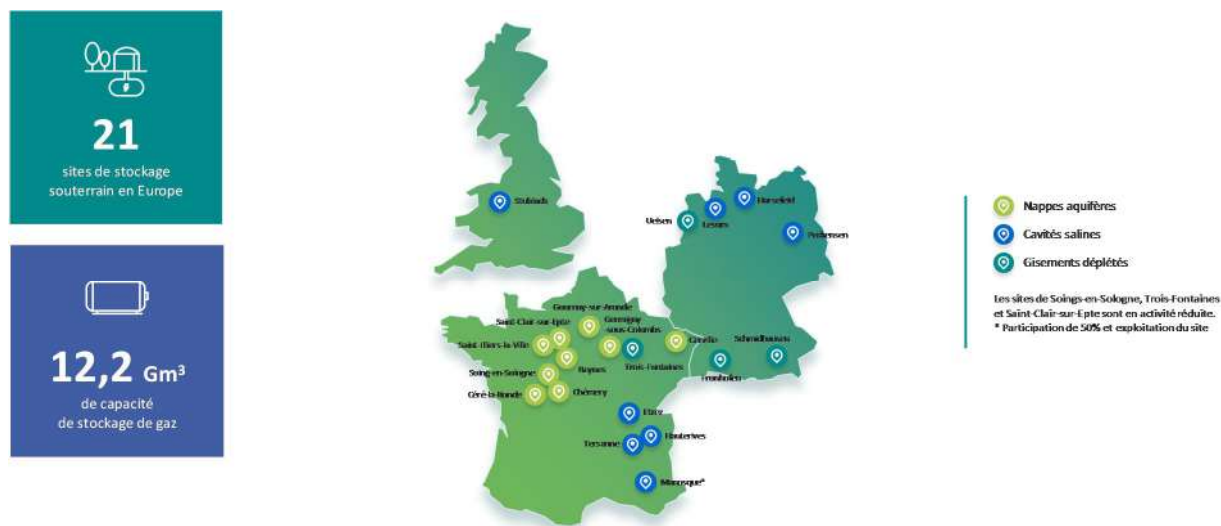 21
sites de stockage
souterrain en Europe
12,2 Gm³
de capacité
de stockage de gaz
Stublach
Harsefeld
Uelsen
Lesum
Peckensen
Gournay-sur-Aronde
Saint-Clair-sur-Epte
Germigny
-sous-Colombs
Saint-Illiers-la-Ville
Cerville
Schmidhausen
Beynes
Trois-Fontaines
Fronhofen
Soing-en-Sologne
Céré-la-Ronde
Chémery
Etrez
Hauterives
Tersanne
Manosque*
Nappes aquifères
Cavités salines
Gisements déplétés
Les sites de Soings-en-Sologne, Trois-Fontaines
et Saint-Clair-sur-Epte sont en activité réduite.
* Participation de 50% et exploitation du site